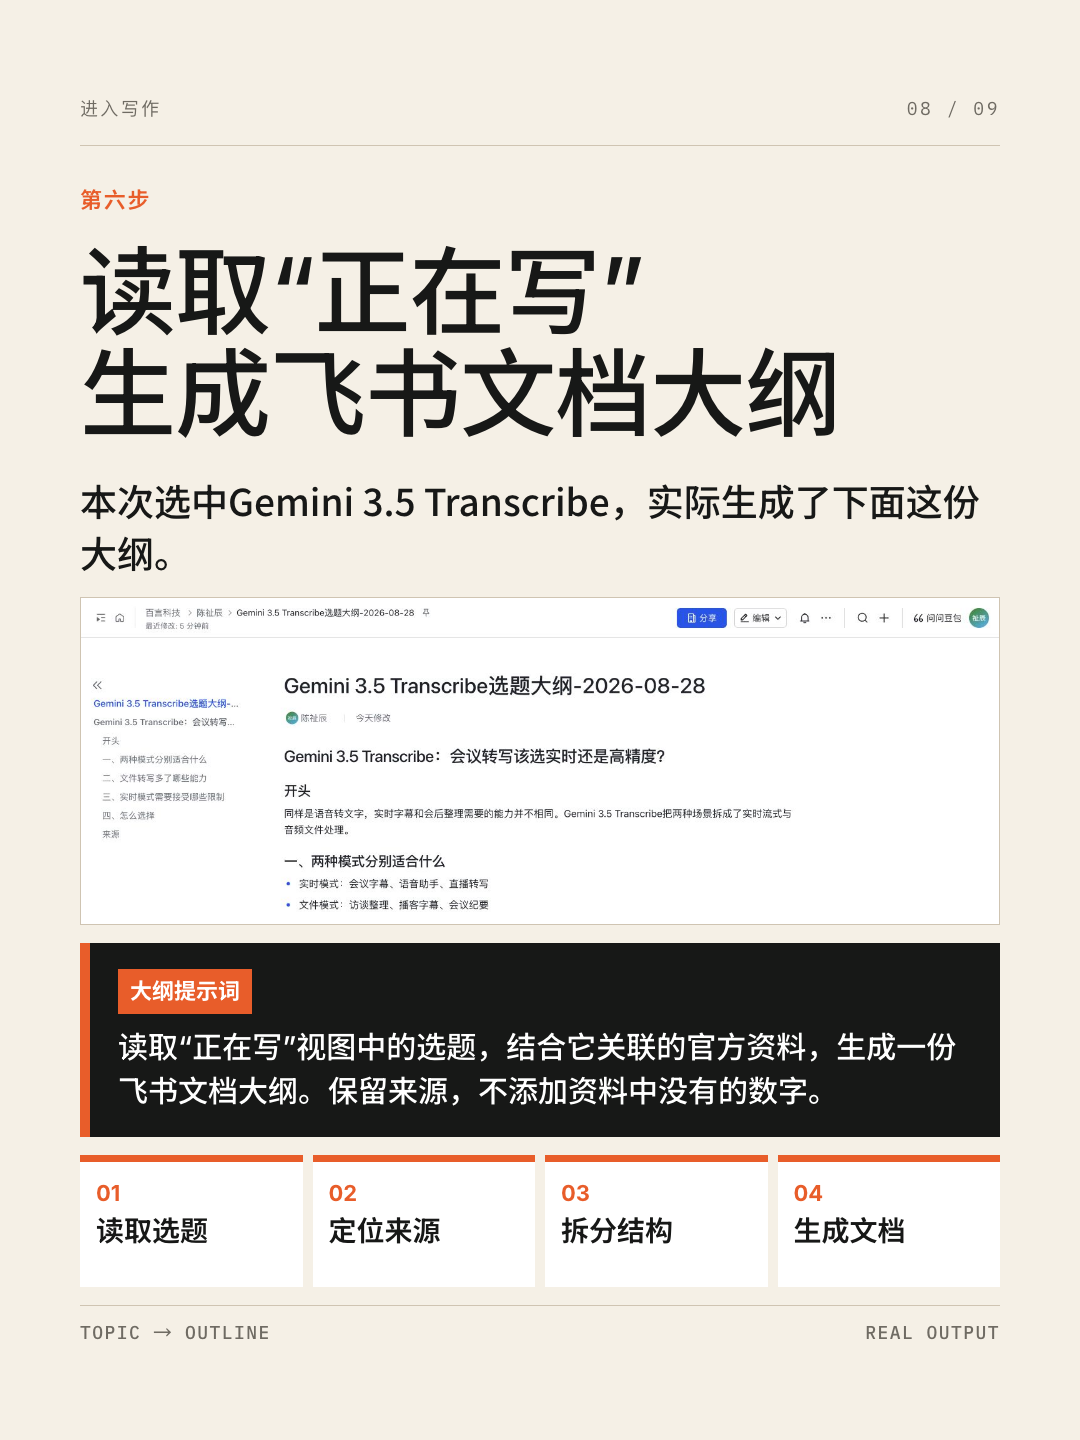 进入写作
08 / 09
第六步
读取“正在写”
生成飞书文档大纲
本次选中Gemini 3.5 Transcribe，实际生成了下面这份
大纲。
百言科技 > 陈祉辰 > Gemini 3.5 Transcribe选题大纲-2026-08-28
最近修改: 5 分钟前
分享
编辑
问问豆包
祉辰
Gemini 3.5 Transcribe选题大纲-...
Gemini 3.5 Transcribe：会议转写...
开头
一、两种模式分别适合什么
二、文件转写多了哪些能力
三、实时模式需要接受哪些限制
四、怎么选择
来源
Gemini 3.5 Transcribe选题大纲-2026-08-28
陈祉辰
今天修改
Gemini 3.5 Transcribe：会议转写该选实时还是高精度？
开头
同样是语音转文字，实时字幕和会后整理需要的能力并不相同。Gemini 3.5 Transcribe把两种场景拆成了实时流式与
音频文件处理。
一、两种模式分别适合什么
• 实时模式：会议字幕、语音助手、直播转写
• 文件模式：访谈整理、播客字幕、会议纪要
大纲提示词
读取“正在写”视图中的选题，结合它关联的官方资料，生成一份
飞书文档大纲。保留来源，不添加资料中没有的数字。
01
读取选题
02
定位来源
03
拆分结构
04
生成文档
TOPIC → OUTLINE
REAL OUTPUT